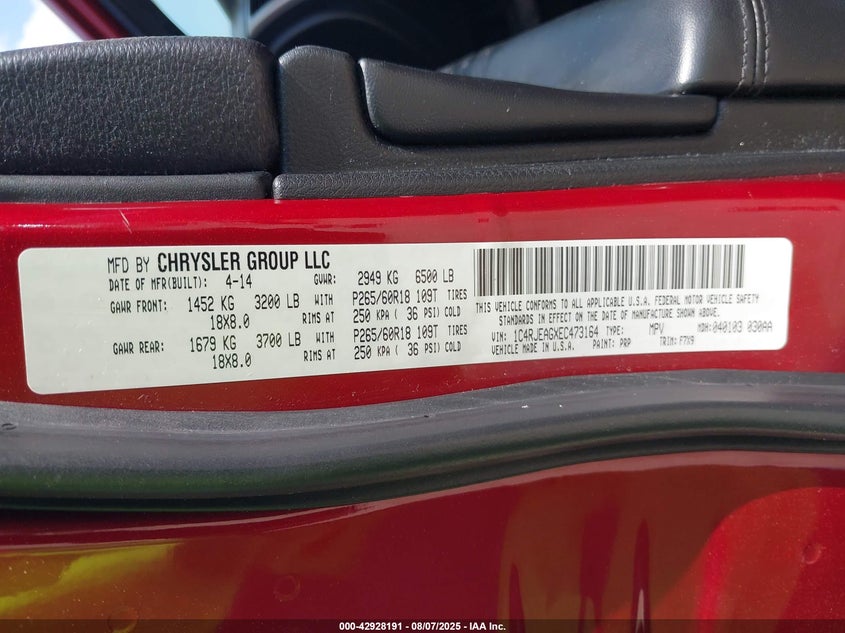 MFD BY CHRYSLER GROUP LLC
DATE OF MFR(BUILT): 4-14 GVWR: 2949 KG 6500 LB
GAWR FRONT: 1452 KG 3200 LB WITH P265/60R18 109T TIRES
18X8.0 RIMS AT 250 KPA ( 36 PSI) COLD
GAWR REAR: 1679 KG 3700 LB WITH P265/60R18 109T TIRES
18X8.0 RIMS AT 250 KPA ( 36 PSI) COLD
THIS VEHICLE CONFORMS TO ALL APPLICABLE U.S.A. FEDERAL MOTOR VEHICLE SAFETY
STANDARDS IN EFFECT ON THE DATE OF MANUFACTURE SHOWN ABOVE.
VIN: 1C4RJEAGXEC473164 TYPE: MPV MDH: 040103 030AA
VEHICLE MADE IN U.S.A. PAINT: PRP TRIM: F7X9
000-42928191 - 08/07/2025 - IAA Inc.